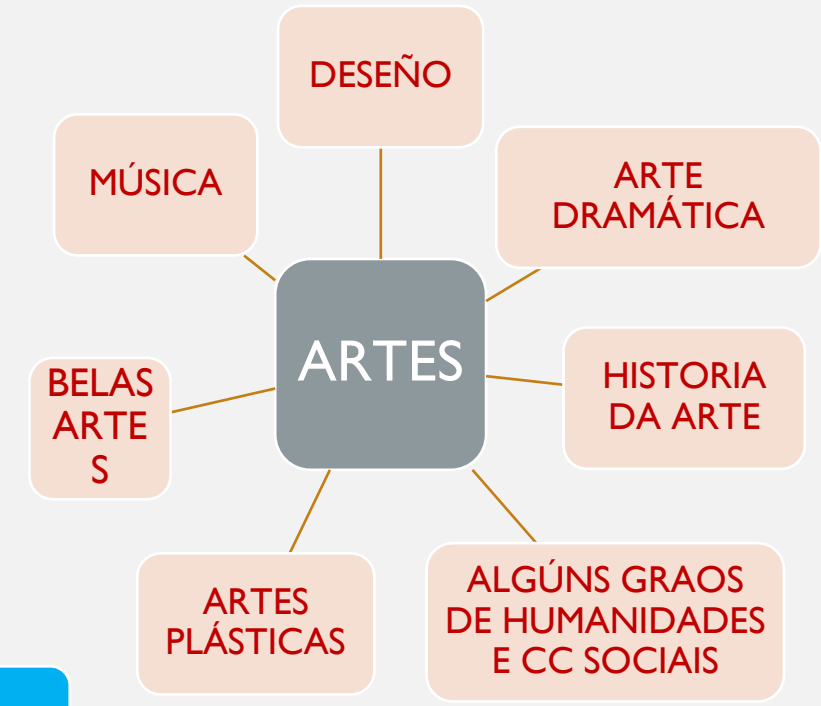 DESEÑO
MÚSICA
ARTE
DRAMÁTICA
ARTES
HISTORIA
DA ARTE
BELAS
ARTE
S
ARTES
PLÁSTICAS
ALGÚNS GRAOS
DE HUMANIDADES
E CC SOCIAIS